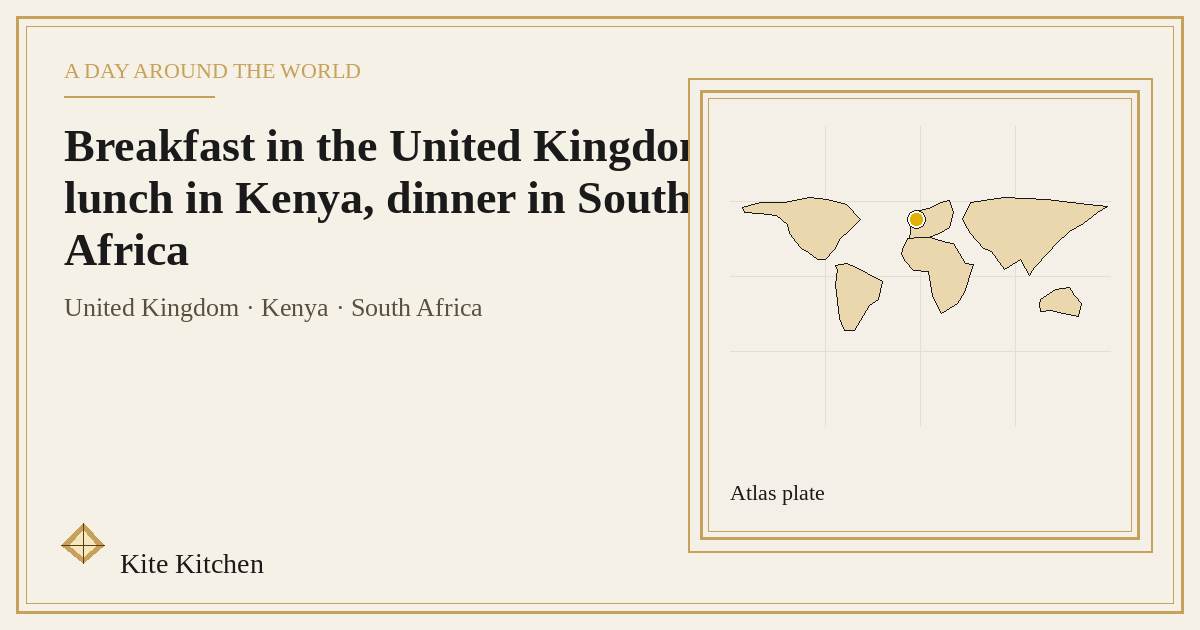 A DAY AROUND THE WORLD
Breakfast in the United Kingdo
lunch in Kenya, dinner in South
Africa
United Kingdom · Kenya · South Africa
Atlas plate
Kite Kitchen